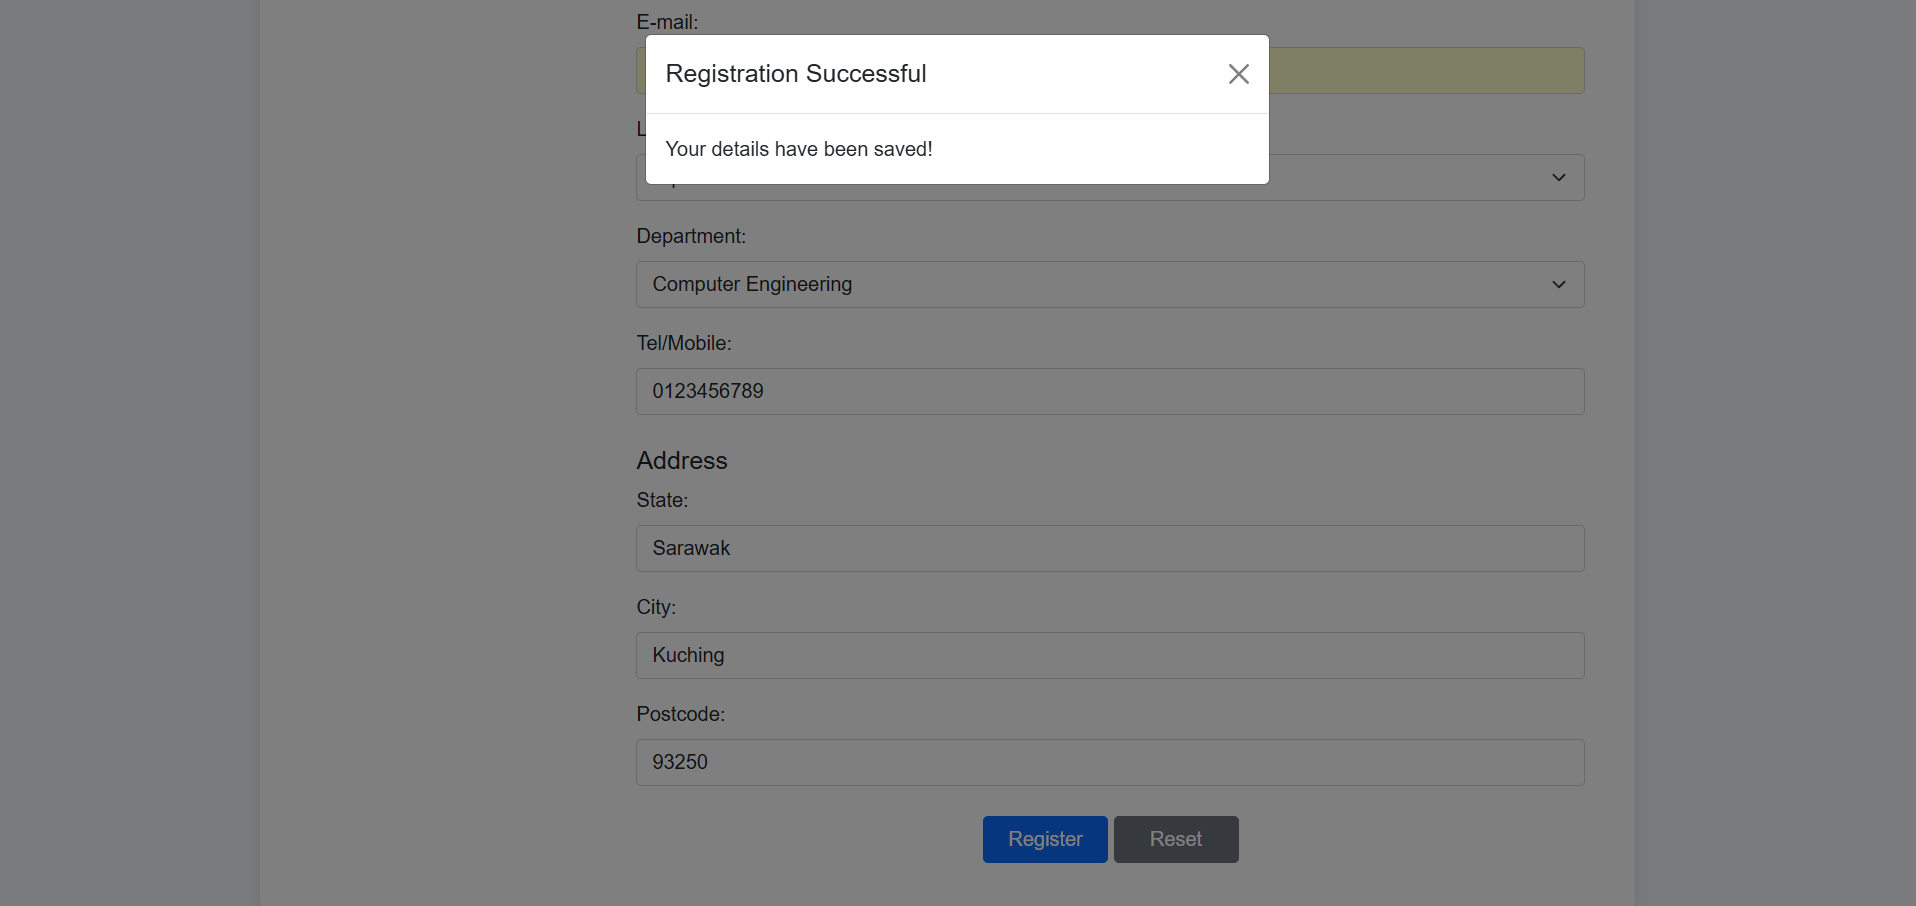 E-mail:
Registration Successful
Your details have been saved!
Department:
Computer Engineering
Tel/Mobile:
0123456789
Address
State:
Sarawak
City:
Kuching
Postcode:
93250
Register
Reset